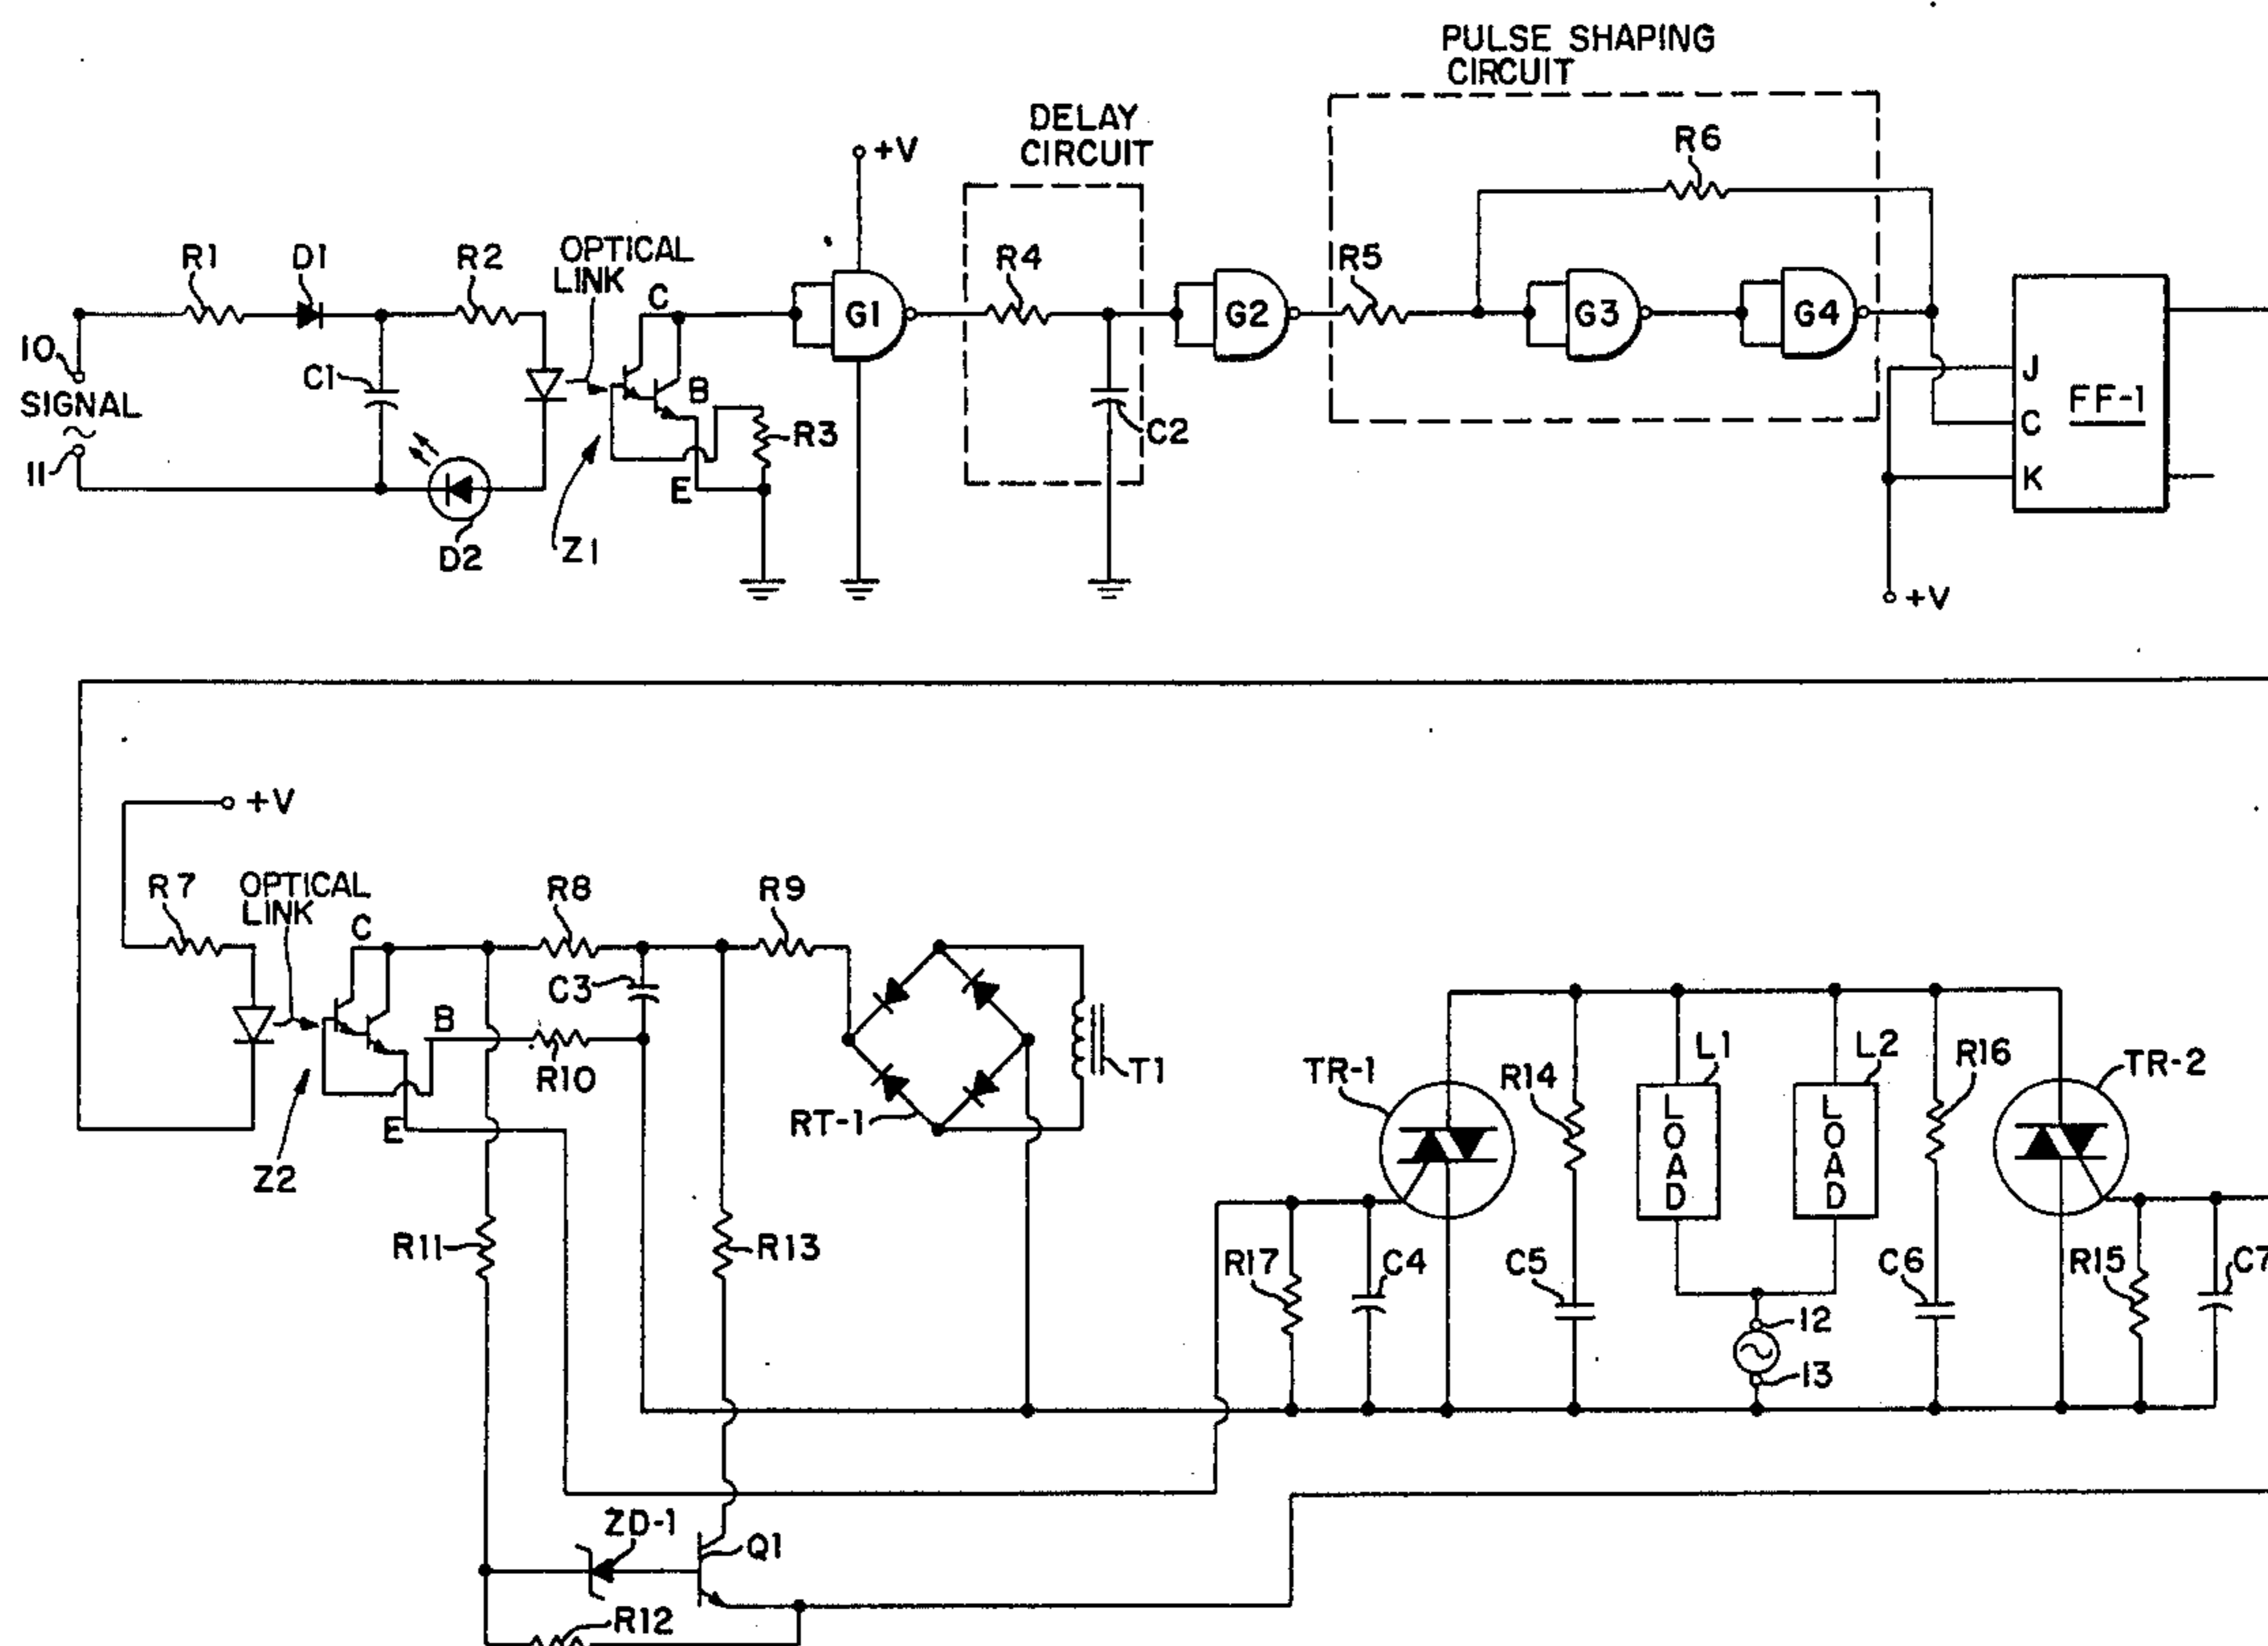 PULSE SHAPING
CIRCUIT
DELAY
CIRCUIT
+V
R6
R1
D1
R2
OPTICAL
LINK
C
G1
R4
G2
R5
G3
G4
10
SIGNAL
11
C1
B
R3
C2
J
FF-1
C
K
E
D2
Z1
+V
+V
R7
OPTICAL
LINK
C
R8
R9
C3
B
R10
T1
E
Z2
RT-1
TR-1
R14
L1
L2
R16
TR-2
LOAD
LOAD
R11
R13
R17
C4
C5
C6
R15
C7
12
13
ZD-1
Q1
R12